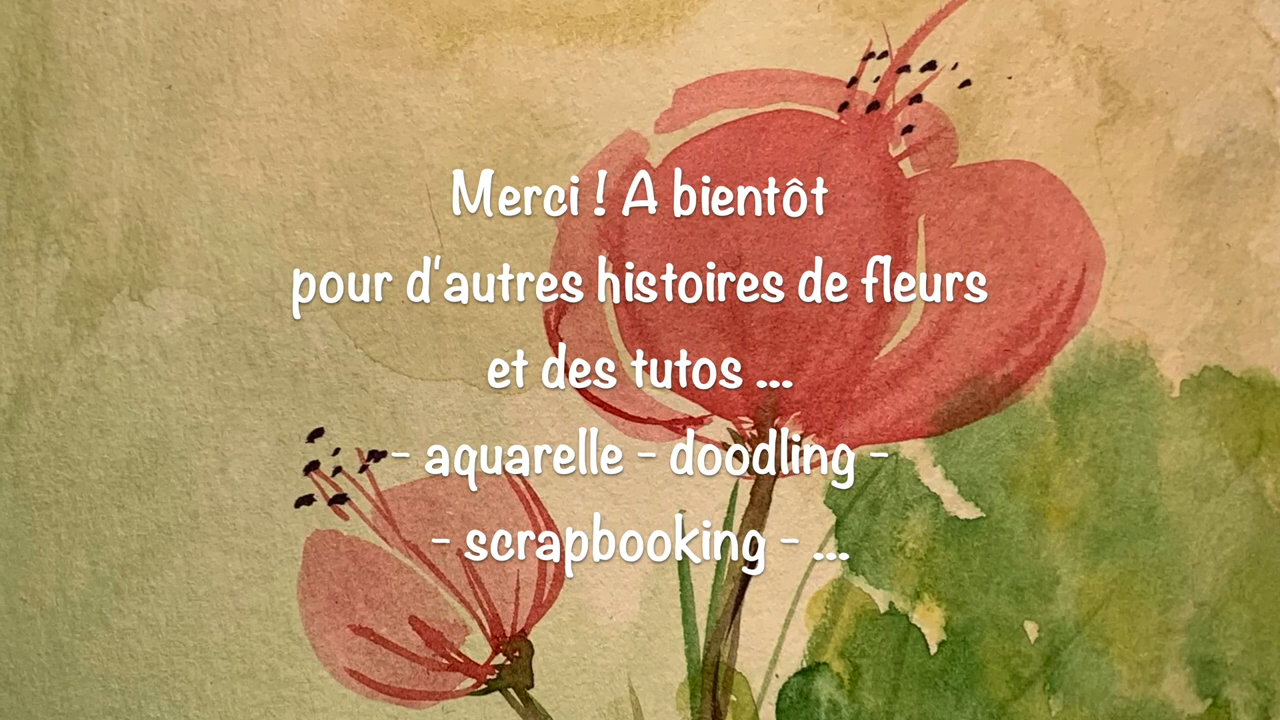 Merci ! A bientôt
pour d'autres histoires de fleurs
et des tutos ...
- aquarelle - doodling -
- scrapbooking - ...